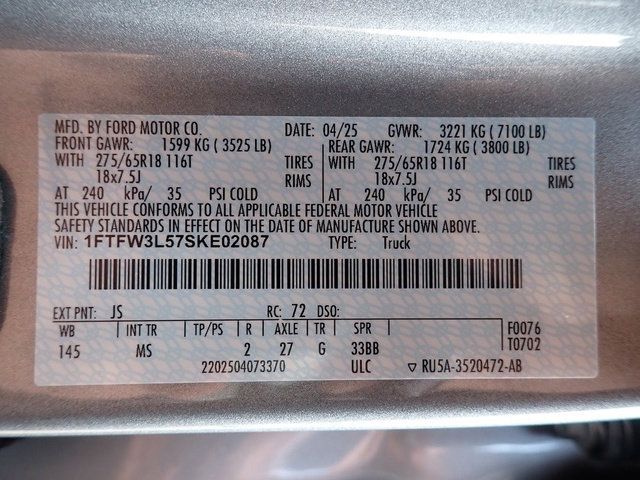 MFD. BY FORD MOTOR CO. DATE: 04/25 GVWR: 3221 KG ( 7100 LB)
FRONT GAWR: 1599 KG ( 3525 LB) REAR GAWR: 1724 KG ( 3800 LB)
WITH 275/65R18 116T TIRES 275/65R18 116T TIRES
18x7.5J RIMS 18x7.5J RIMS
AT 240 kPa/ 35 PSI COLD AT 240 kPa/ 35 PSI COLD
THIS VEHICLE CONFORMS TO ALL APPLICABLE FEDERAL MOTOR VEHICLE
SAFETY STANDARDS IN EFFECT ON THE DATE OF MANUFACTURE SHOWN ABOVE.
VIN: 1FTFW3L57SKE02087 TYPE: Truck
EXT PNT: JS RC: 72 DSO:
WB INT TR TP/PS R AXLE TR SPR F0076
145 MS 2 27 G 33BB T0702
2202504073370 ULC ▽ RU5A-3520472-AB